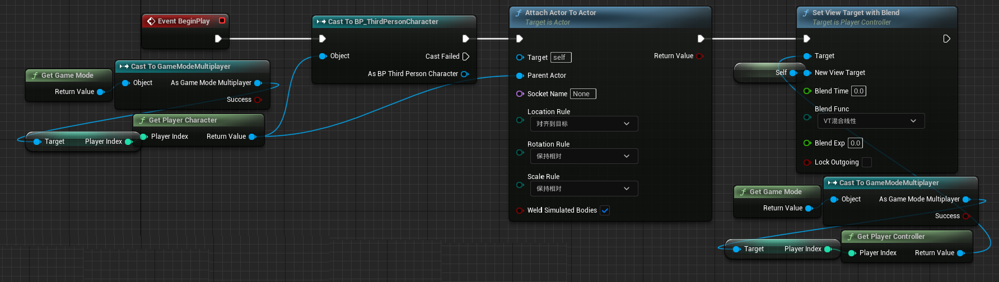 Event BeginPlay
Get Game Mode
Return Value
Cast To GameModeMultiplayer
Object
As Game Mode Multiplayer
Success
Target
Player Index
Get Player Character
Player Index
Return Value
Cast To BP_ThirdPersonCharacter
Object
Cast Failed
As BP Third Person Character
Attach Actor To Actor
Target is Actor
Target self
Return Value
Parent Actor
Socket Name None
Location Rule
对齐到目标
Rotation Rule
保持相对
Scale Rule
保持相对
Weld Simulated Bodies
Self
Set View Target with Blend
Target is Player Controller
Target
New View Target
Blend Time 0.0
Blend Func
VT混合线性
Blend Exp 0.0
Lock Outgoing
Get Game Mode
Return Value
Cast To GameModeMultiplayer
Object
As Game Mode Multiplayer
Success
Target
Player Index
Get Player Controller
Player Index
Return Value